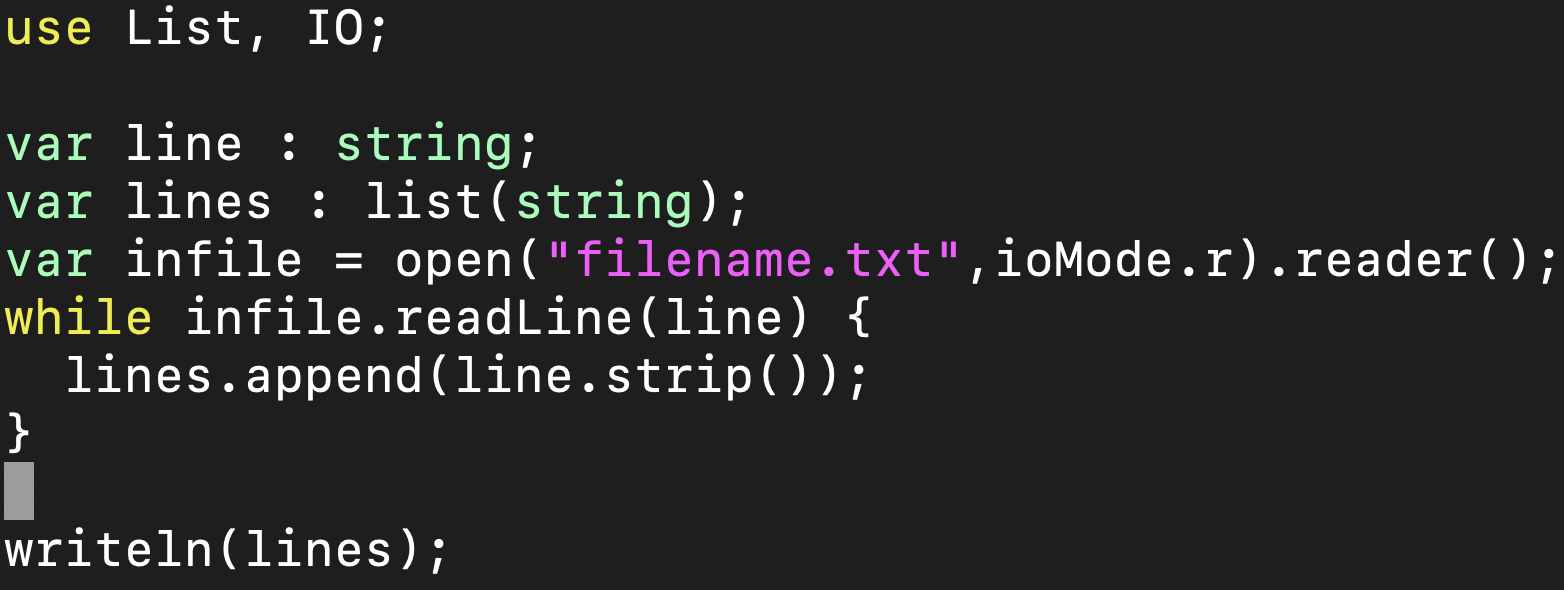 use List, IO;
var line : string;
var lines : list(string);
var infile = open("filename.txt",ioMode.r).reader();
while infile.readLine(line) {
  lines.append(line.strip());
}
writeln(lines);